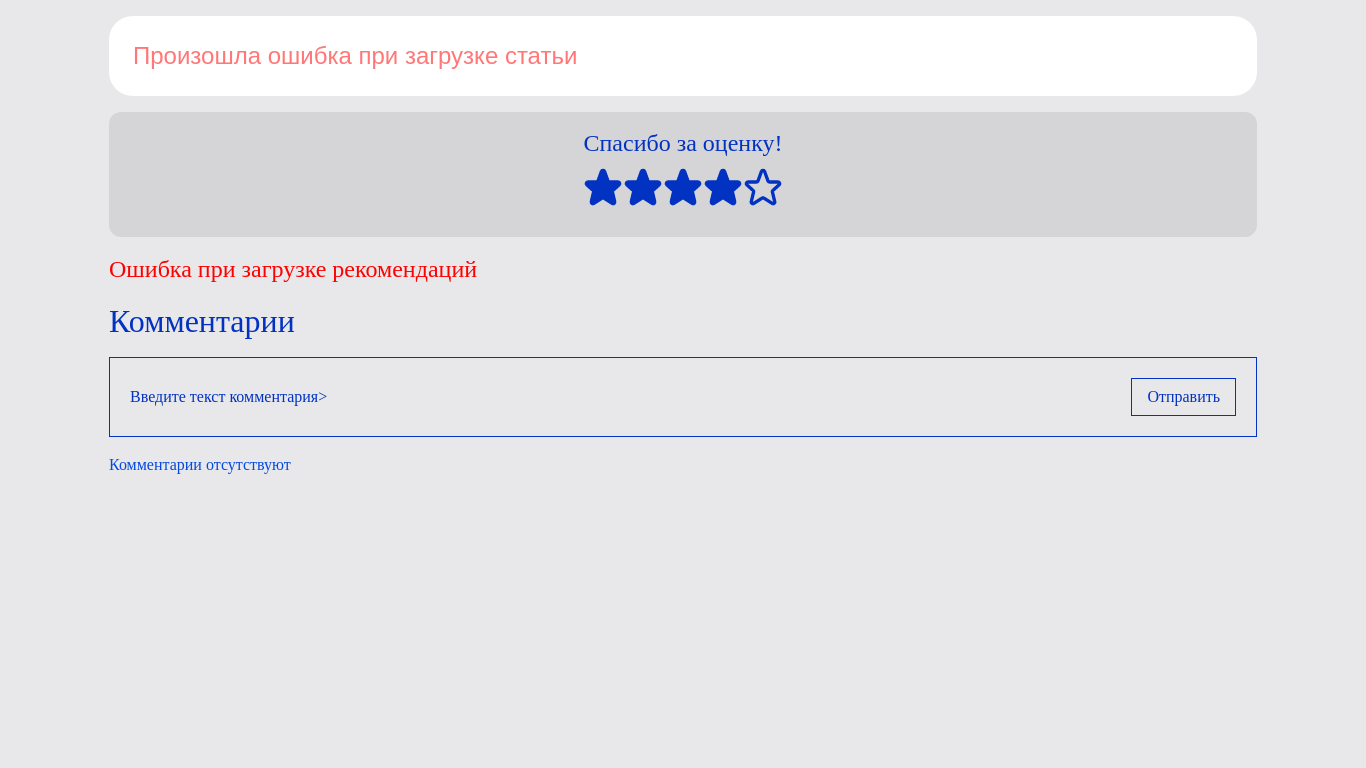 Произошла ошибка при загрузке статьи
Спасибо за оценку!
Ошибка при загрузке рекомендаций
Комментарии
Введите текст комментария>
Отправить
Комментарии отсутствуют